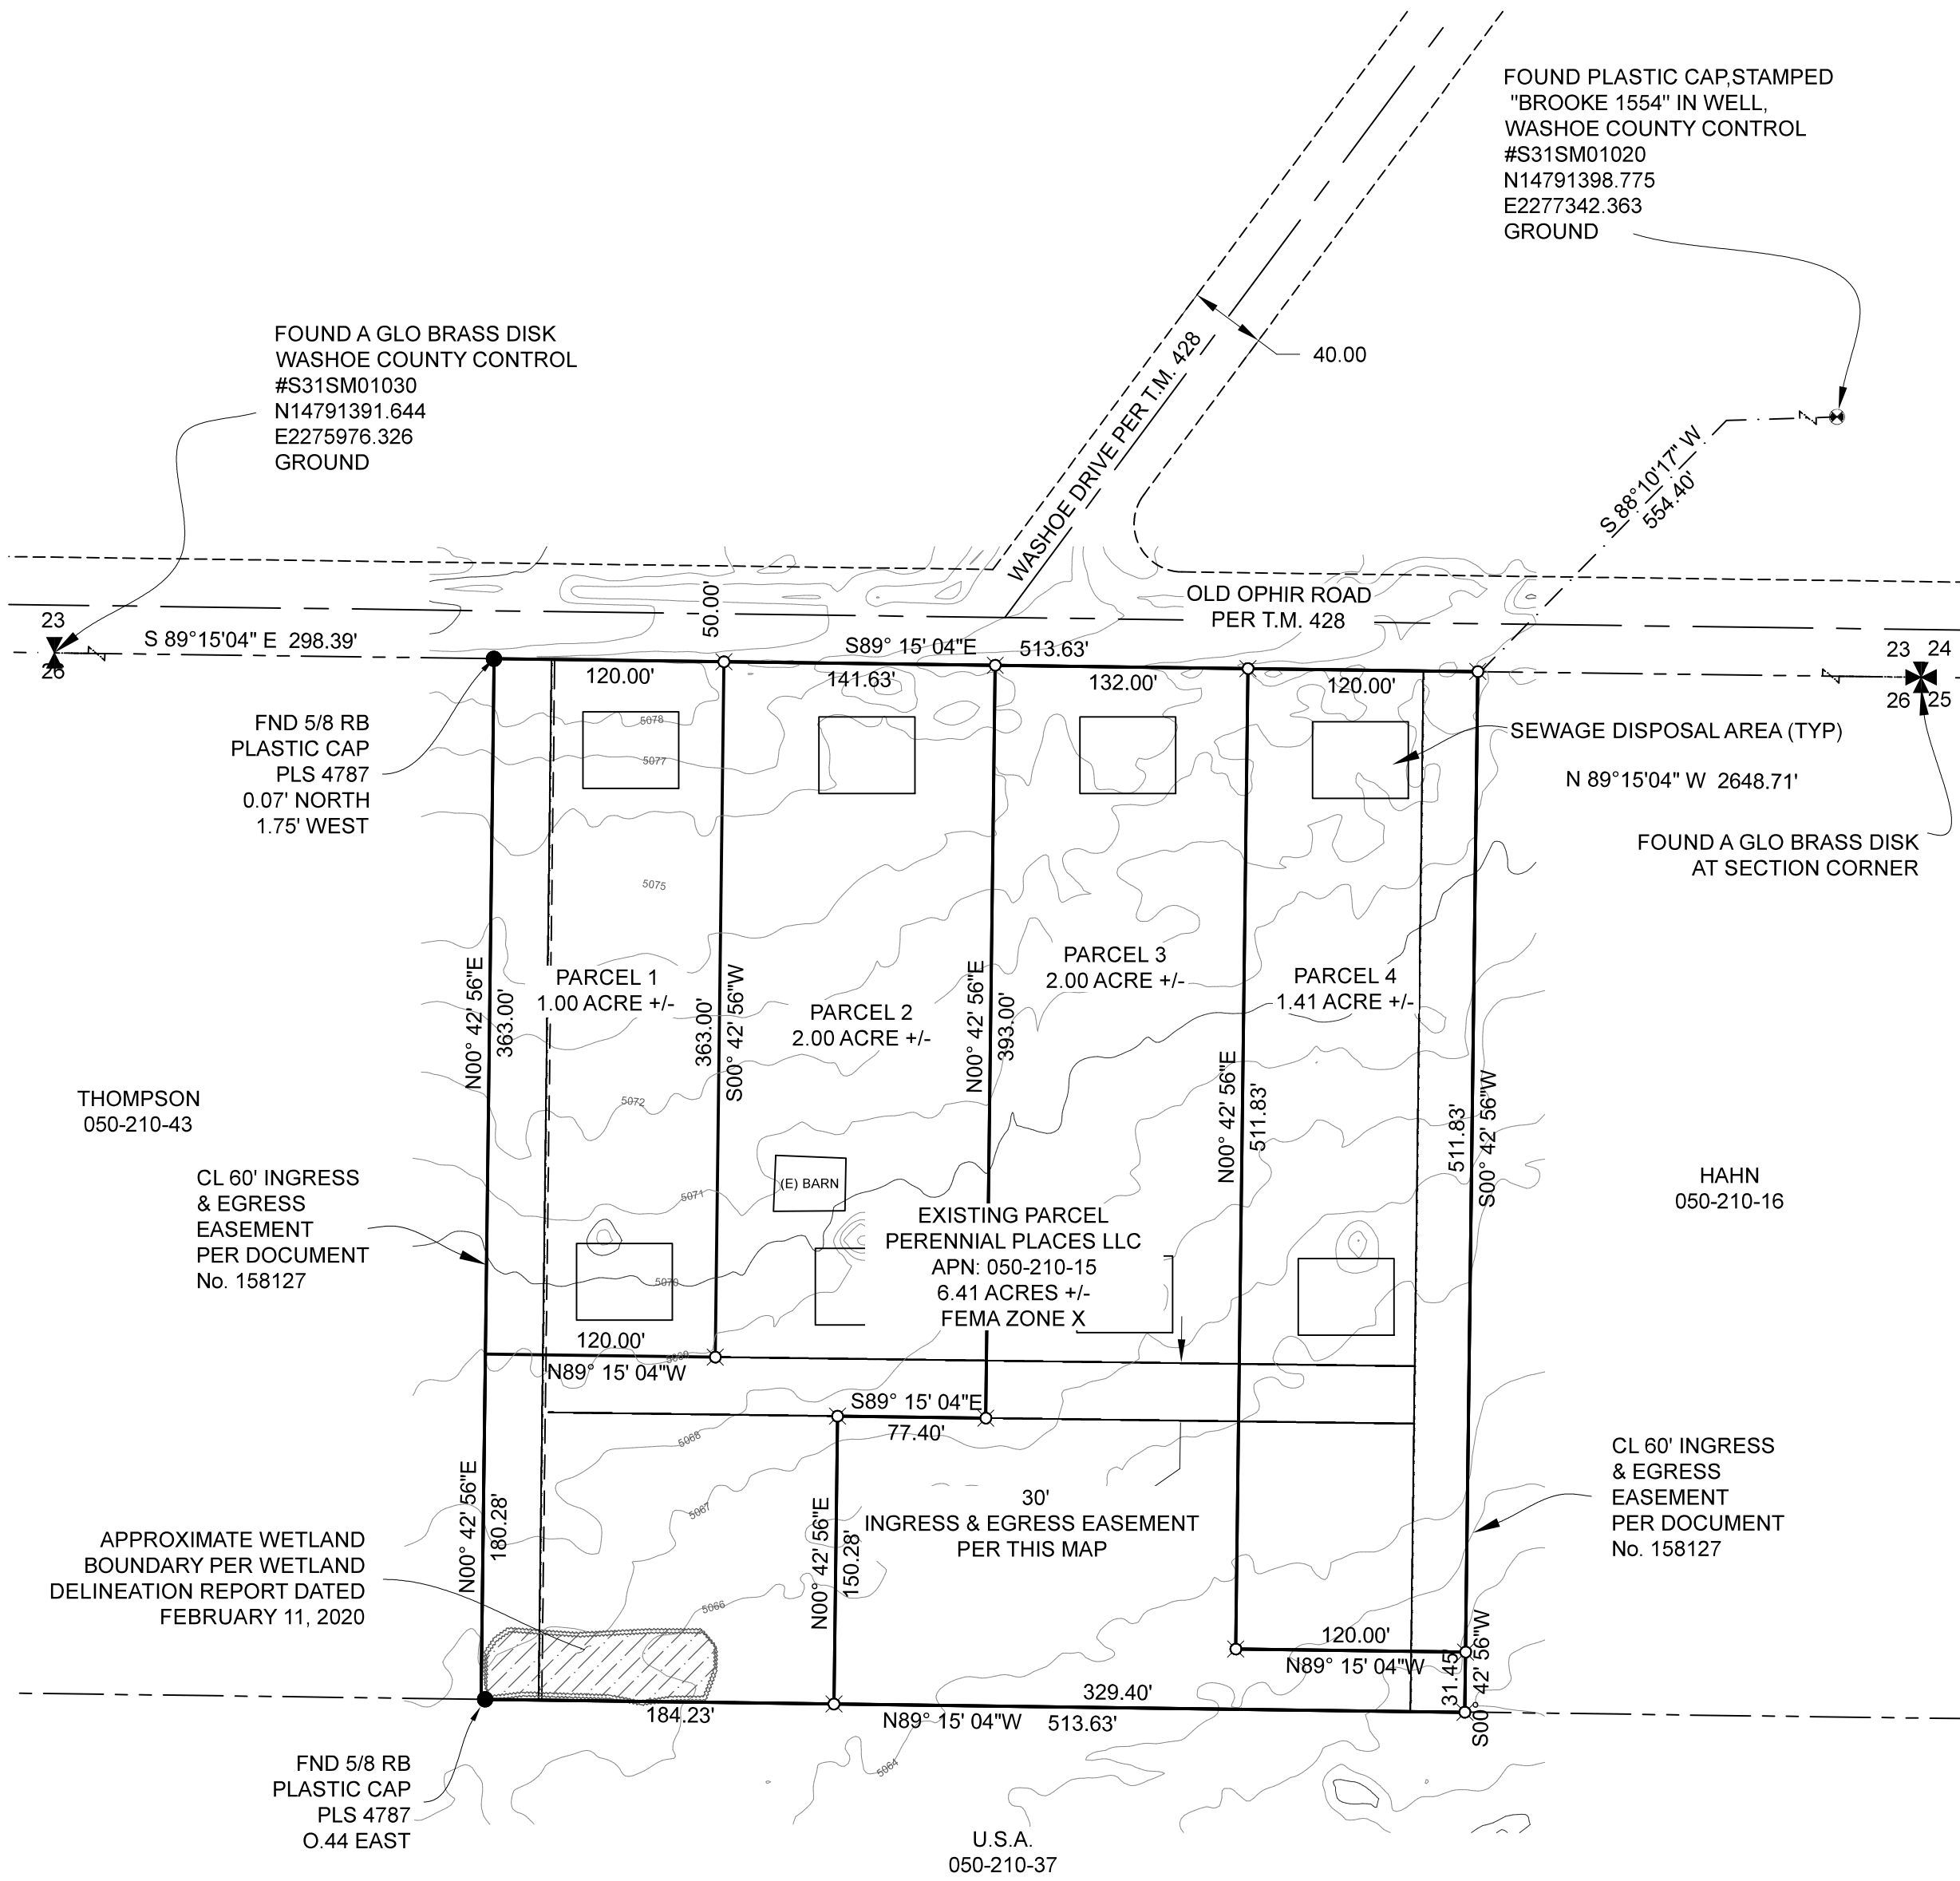 FOUND PLASTIC CAP,STAMPED
"BROOKE 1554" IN WELL,
WASHOE COUNTY CONTROL
#S31SM01020
N14791398.775
E2277342.363
GROUND
FOUND A GLO BRASS DISK
WASHOE COUNTY CONTROL
#S31SM01030
N14791391.644
E2275976.326
GROUND
40.00
WASHOE DRIVE PER T.M. 428
S 88°10'17" W
554.40'
OLD OPHIR ROAD
PER T.M. 428
50.00'
23
26
S 89°15'04" E 298.39'
S89° 15' 04"E 513.63'
23 24
26 25
120.00'
141.63'
132.00'
120.00'
FND 5/8 RB
PLASTIC CAP
PLS 4787
0.07' NORTH
1.75' WEST
5078
5077
SEWAGE DISPOSAL AREA (TYP)
N 89°15'04" W 2648.71'
FOUND A GLO BRASS DISK
AT SECTION CORNER
5075
PARCEL 1
1.00 ACRE +/-
PARCEL 2
2.00 ACRE +/-
PARCEL 3
2.00 ACRE +/-
PARCEL 4
1.41 ACRE +/-
N00° 42' 56"E
363.00'
363.00'
S00° 42' 56"W
N00° 42' 56"E
393.00'
N00° 42' 56"E
511.83'
511.83'
S00° 42' 56"W
THOMPSON
050-210-43
5072
HAHN
050-210-16
CL 60' INGRESS
& EGRESS
EASEMENT
PER DOCUMENT
No. 158127
5071
(E) BARN
EXISTING PARCEL
PERENNIAL PLACES LLC
APN: 050-210-15
6.41 ACRES +/-
FEMA ZONE X
5070
120.00'
N89° 15' 04"W
5069
S89° 15' 04"E
77.40'
5068
N00° 42' 56"E
180.28'
5067
N00° 42' 56"E
150.28'
30'
INGRESS & EGRESS EASEMENT
PER THIS MAP
CL 60' INGRESS
& EGRESS
EASEMENT
PER DOCUMENT
No. 158127
APPROXIMATE WETLAND
BOUNDARY PER WETLAND
DELINEATION REPORT DATED
FEBRUARY 11, 2020
5066
120.00'
N89° 15' 04"W
31.45'
S00° 42' 56"W
184.23'
329.40'
N89° 15' 04"W 513.63'
5064
FND 5/8 RB
PLASTIC CAP
PLS 4787
O.44 EAST
U.S.A.
050-210-37